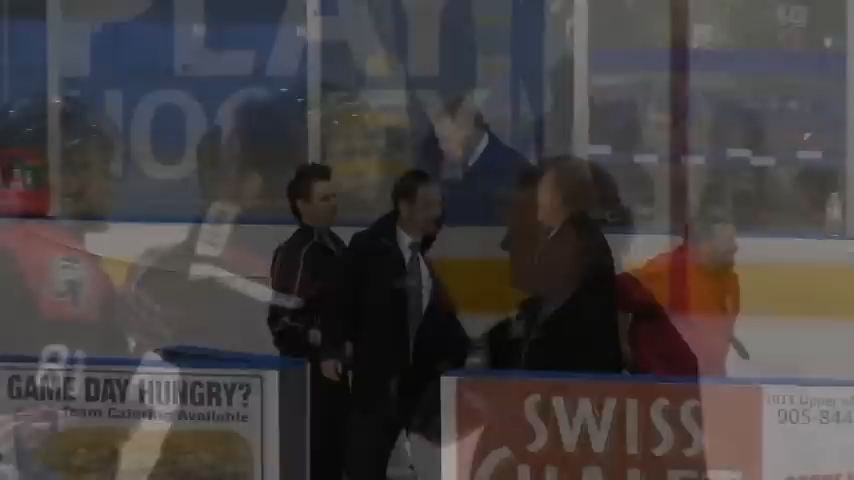 PLAY
HOCKEY
GAME DAY HUNGRY?
Team Catering Available
SWISS
CHALET
905-844